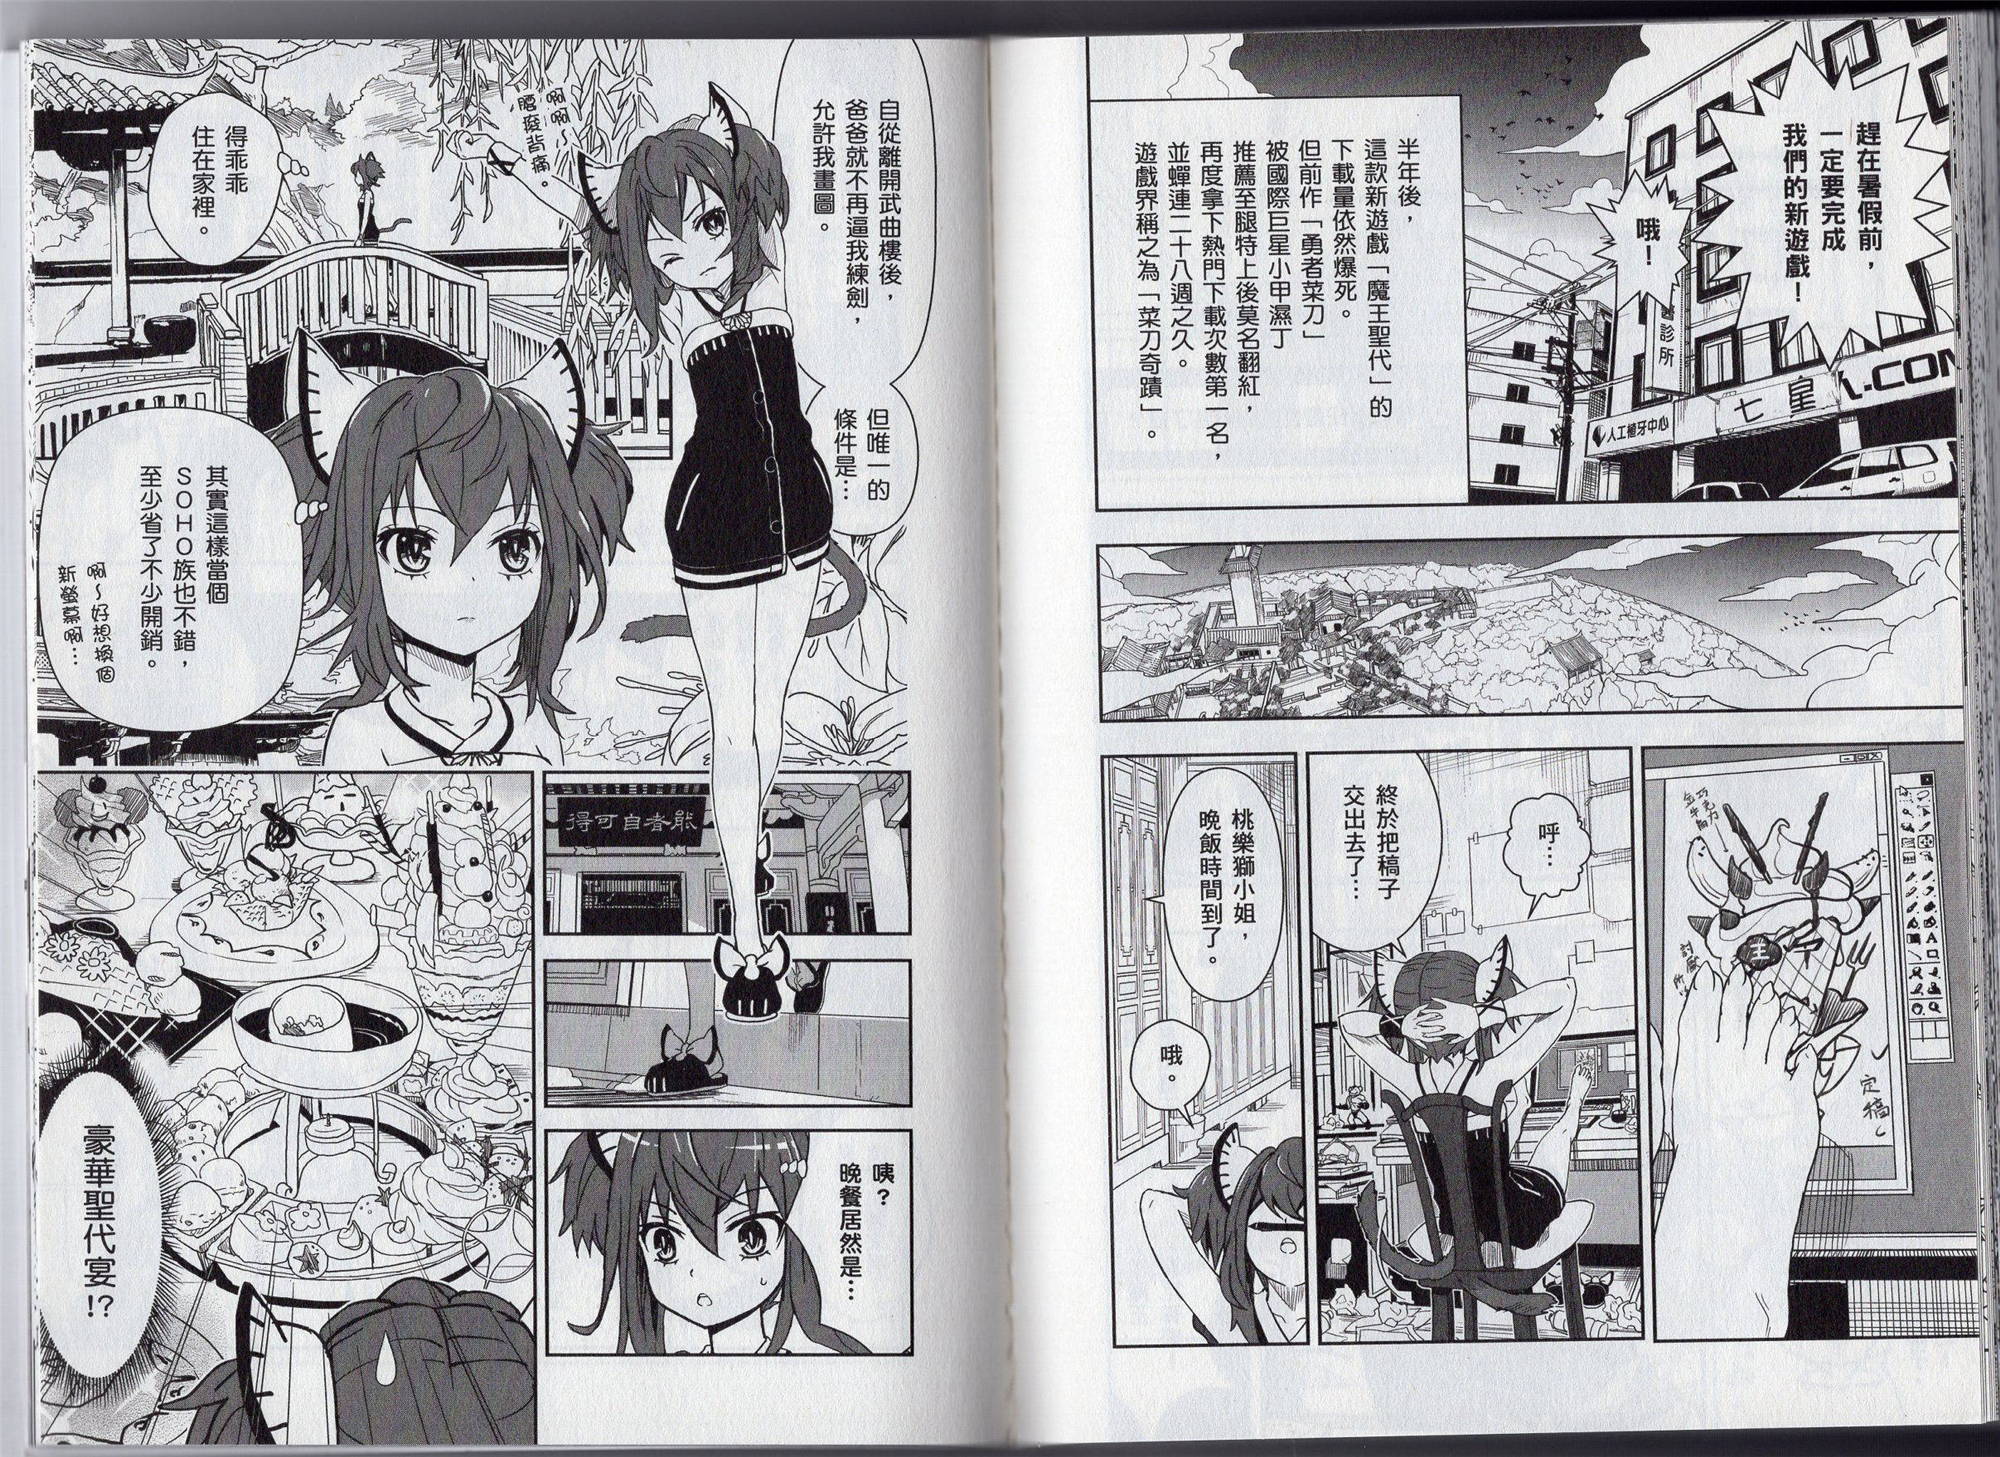 趕在暑假前，
一定要完成
我們的新遊戲！
哦！
診所
七皇
.COM
人工植牙中心
半年後，
這款新遊戲「魔王聖代」的
下載量依然爆死。
但前作「勇者菜刀」
被國際巨星小甲濕丁
推薦至腿特上後莫名翻紅，
再度拿下熱門下載次數第一名，
並蟬連二十八週之久。
遊戲界稱之為「菜刀奇蹟」。
巧克力
王
定稿
呼…
終於把稿子
交出去了…
桃樂獅小姐，
晚飯時間到了。
哦。
自從離開武曲樓後，
爸爸就不再逼我練劍，
允許我畫圖。
但唯一的
條件是…
啊啊～
腰痠背痛。
得乖乖
住在家裡。
其實這樣當個
SOHO族也不錯，
至少省了不少開銷。
啊～好想換個
新螢幕啊…
能者自可得
咦？
晚餐居然是…
豪華聖代宴!?